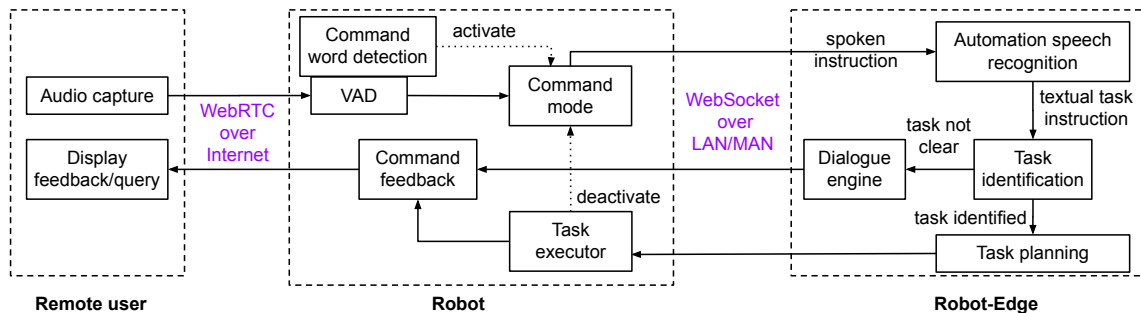 Command
word detection
activate
spoken
instruction
Automation speech
recognition
Audio capture
VAD
Command
mode
WebRTC
over
Internet
WebSocket
over
LAN/MAN
textual task
instruction
Display
feedback/query
Command
feedback
Dialogue
engine
task not
clear
Task
identification
deactivate
task identified
Task
executor
Task planning
Remote user
Robot
Robot-Edge